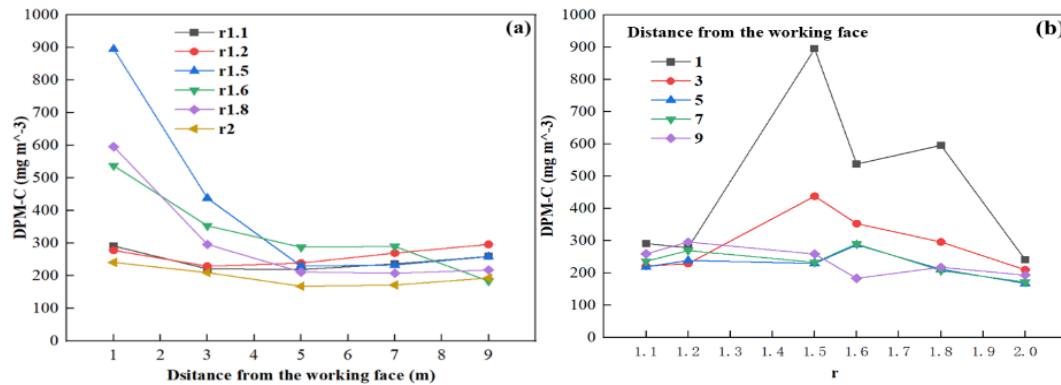 (a)
r1.1
r1.2
r1.5
r1.6
r1.8
r2
DPM-C (mg m^-3)
1000
900
800
700
600
500
400
300
200
100
0
1 2 3 4 5 6 7 8 9
Dsitance from the working face (m)
(b)
Distance from the working face
1
3
5
7
9
DPM-C (mg m^-3)
1000
900
800
700
600
500
400
300
200
100
0
1.1 1.2 1.3 1.4 1.5 1.6 1.7 1.8 1.9 2.0
r